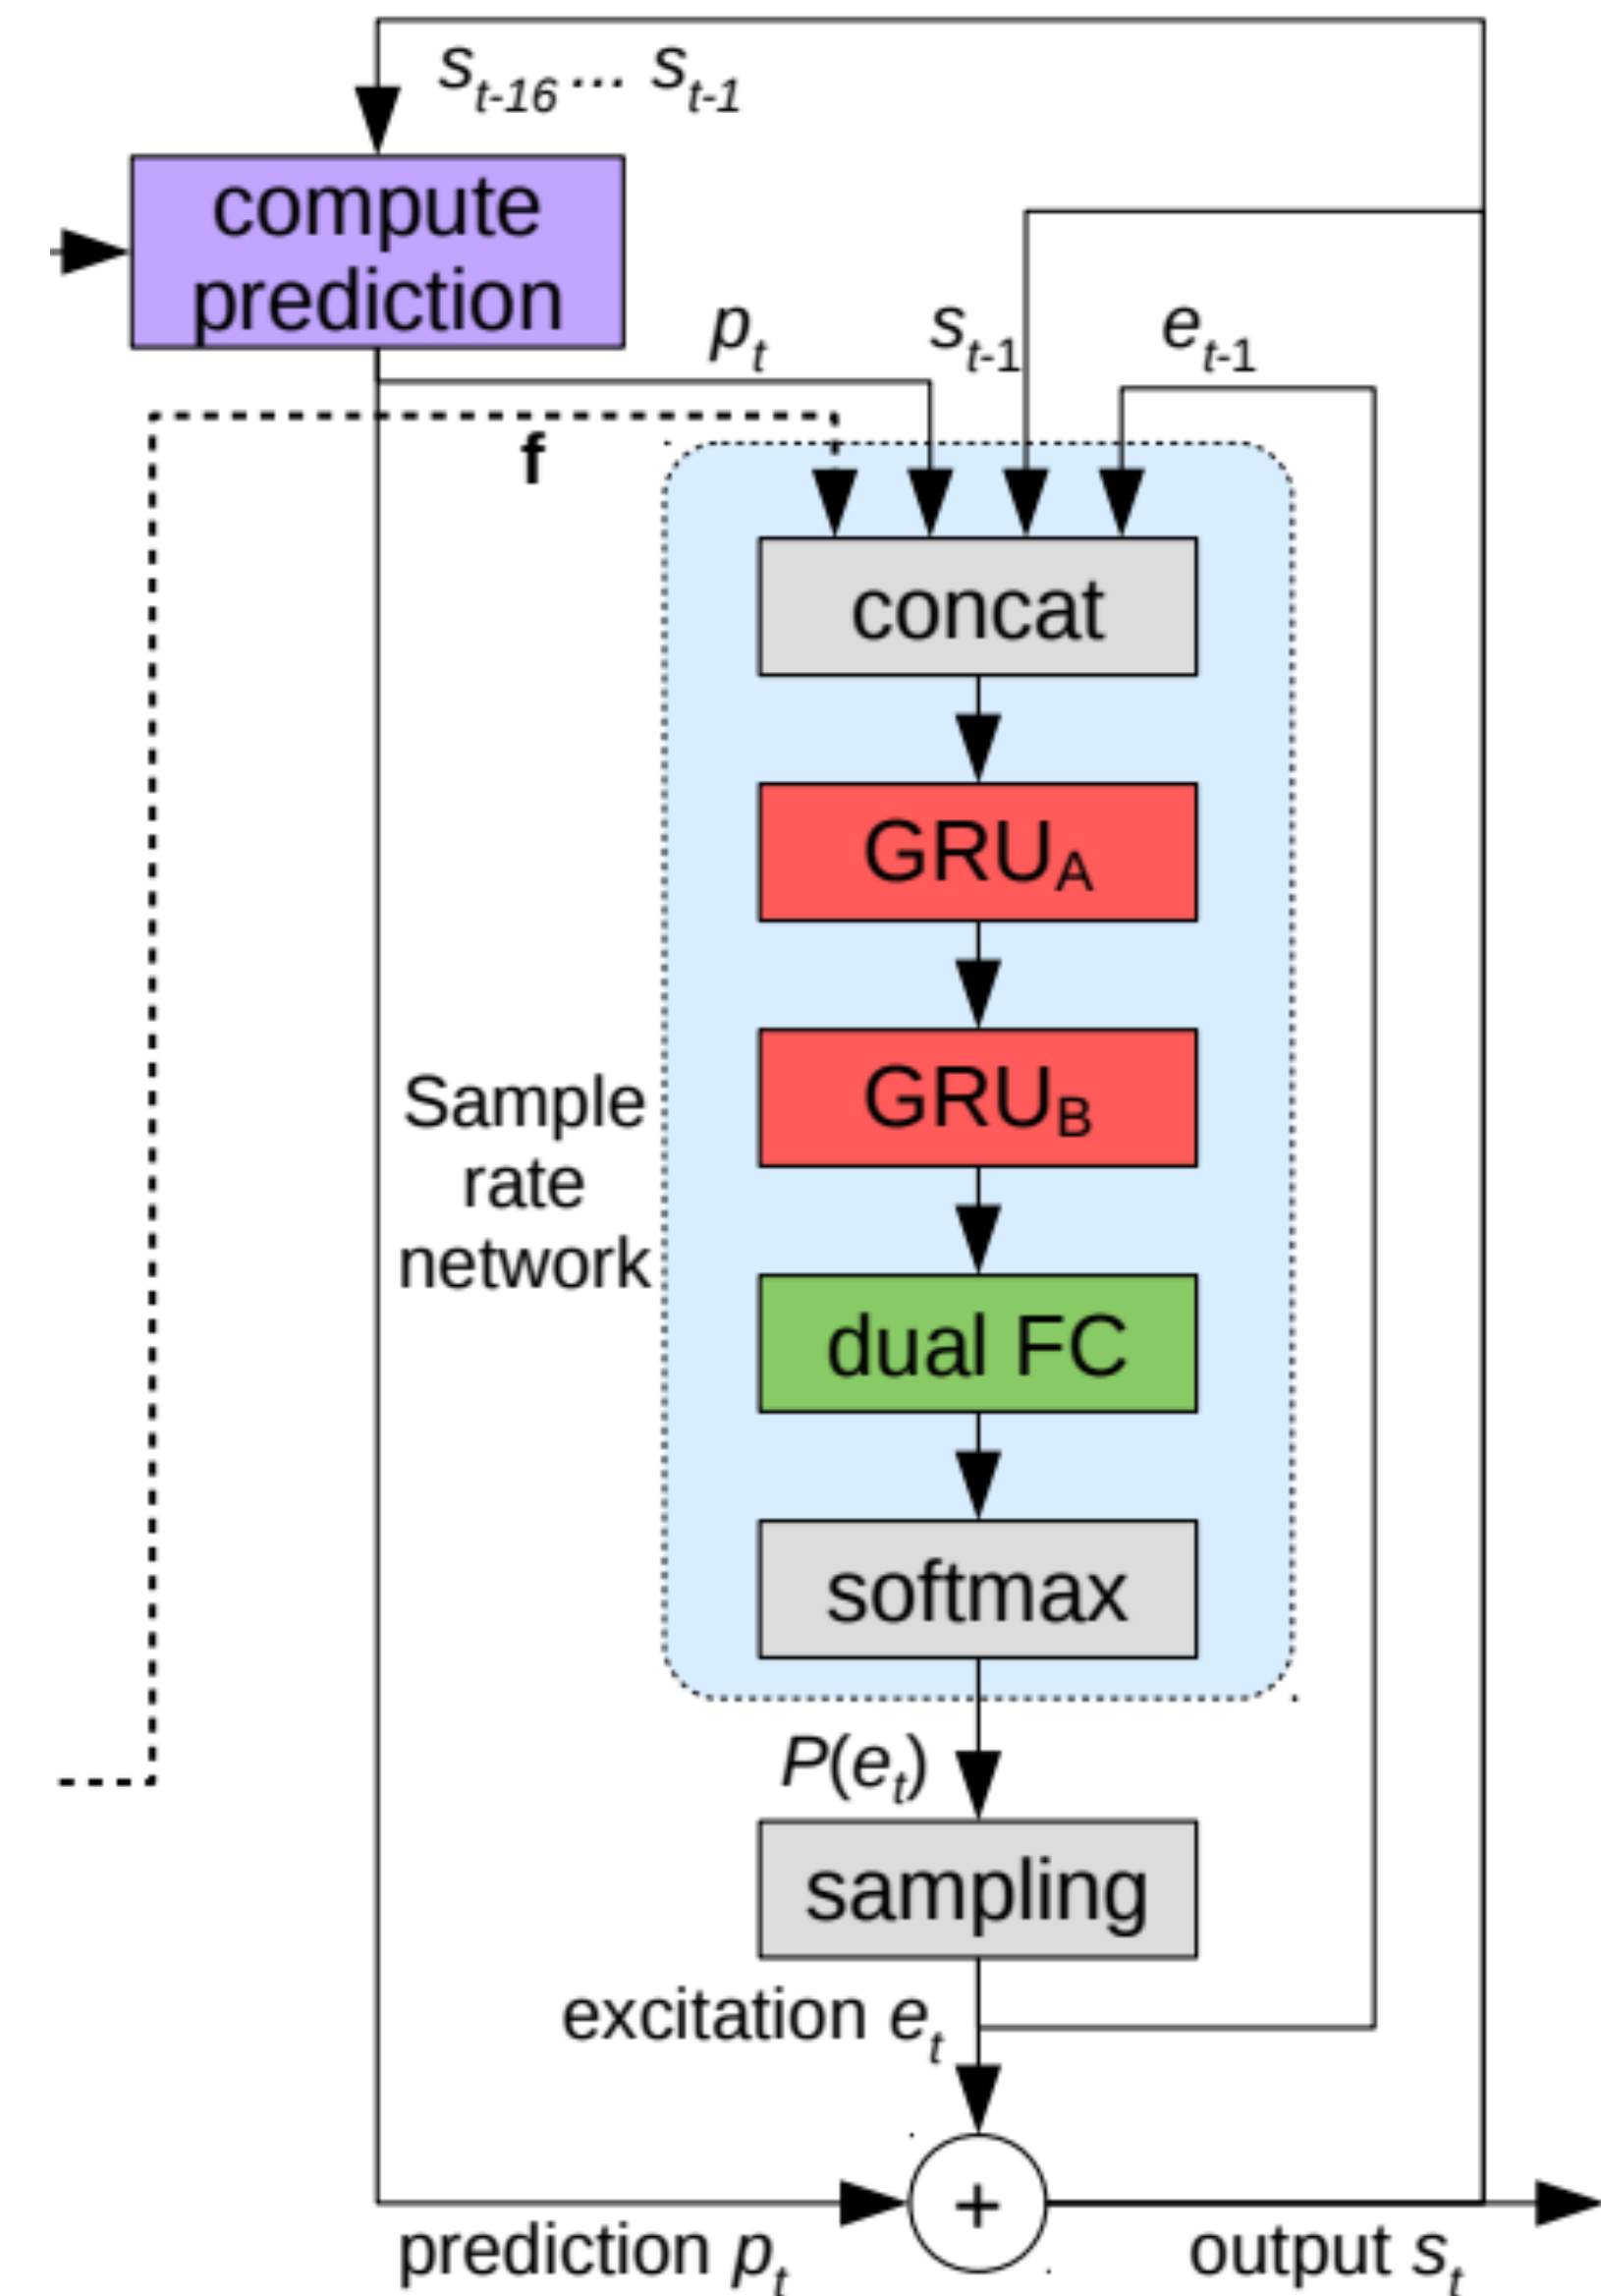 s_{t-16} ... s_{t-1}
compute
prediction
p_t
s_{t-1}
e_{t-1}
f
concat
GRU_A
GRU_B
Sample
rate
network
dual FC
softmax
P(e_t)
sampling
excitation e_t
+
prediction p_t
output s_t